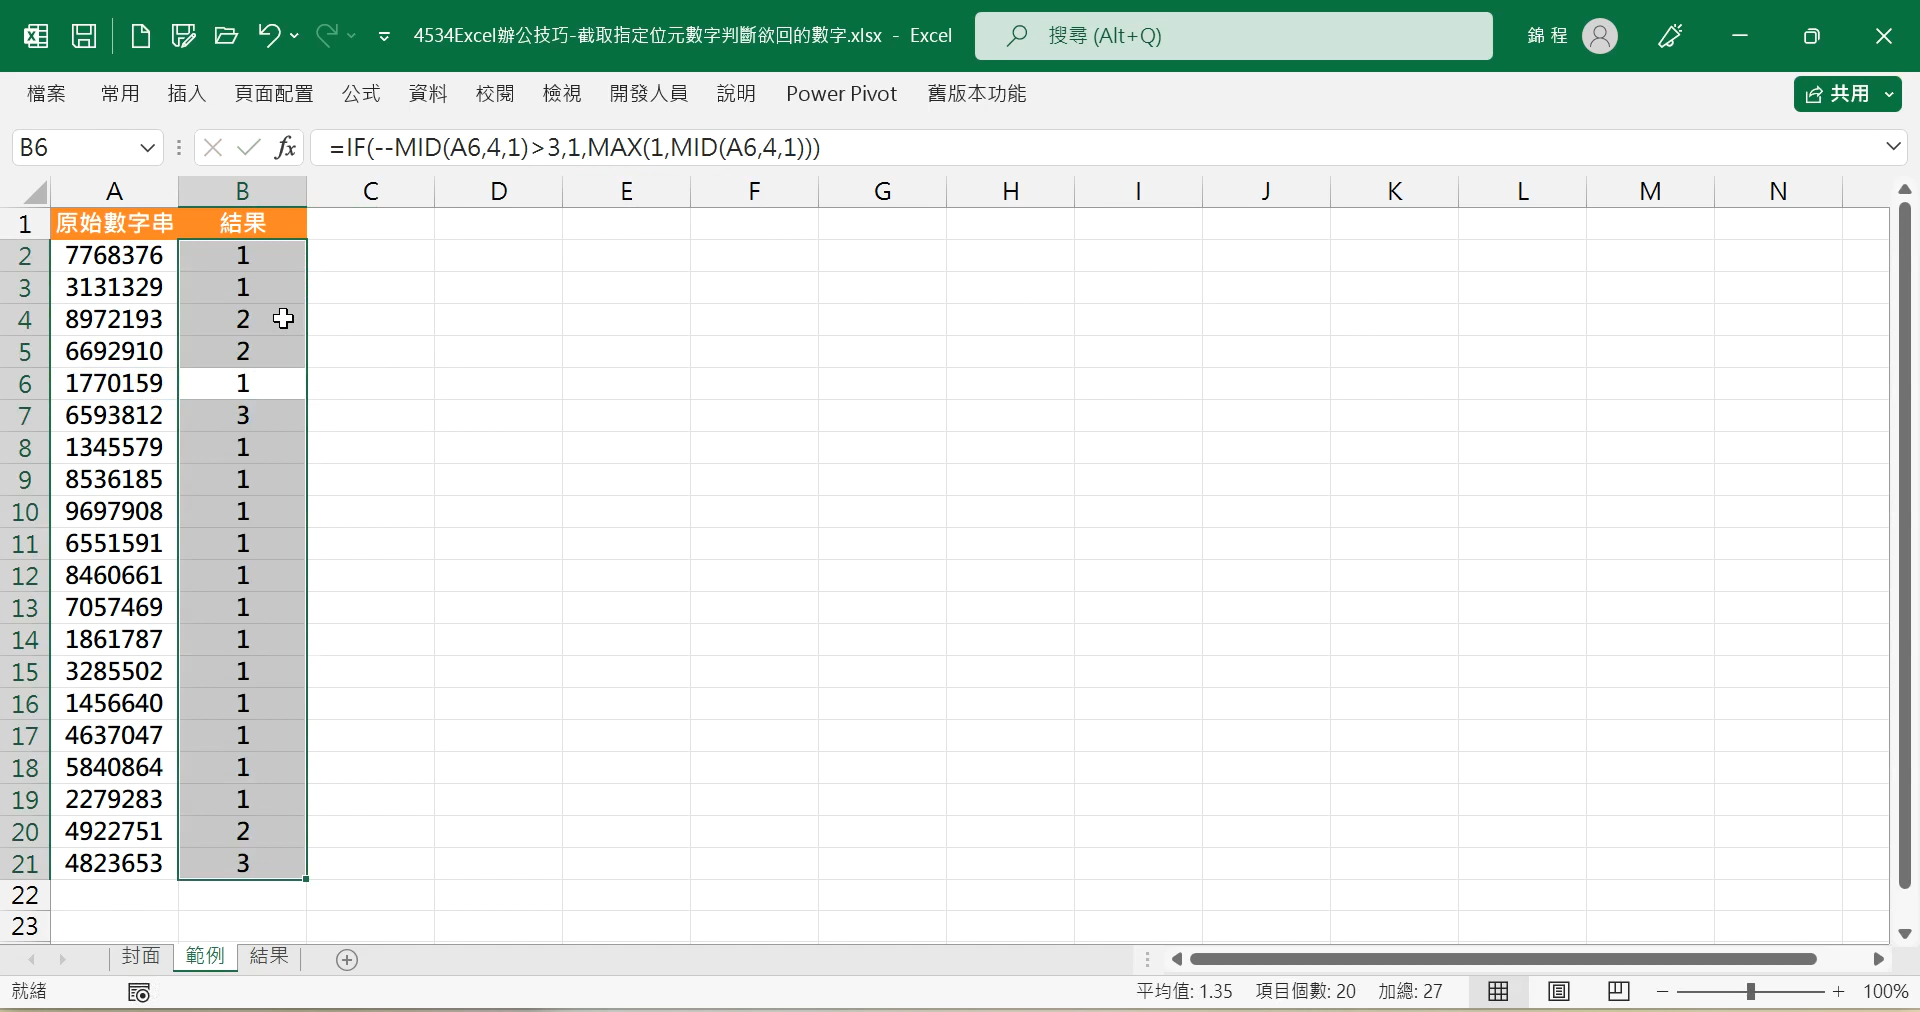 4534Excel辦公技巧-截取指定位元數字判斷欲回的數字.xlsx - Excel
搜尋 (Alt+Q)
錦 程
檔案 常用 插入 頁面配置 公式 資料 校閱 檢視 開發人員 說明 Power Pivot 舊版本功能
共用
B6 fx =IF(--MID(A6,4,1)>3,1,MAX(1,MID(A6,4,1)))
A B C D E F G H I J K L M N
1 原始數字串 結果
2 7768376 1
3 3131329 1
4 8972193 2
5 6692910 2
6 1770159 1
7 6593812 3
8 1345579 1
9 8536185 1
10 9697908 1
11 6551591 1
12 8460661 1
13 7057469 1
14 1861787 1
15 3285502 1
16 1456640 1
17 4637047 1
18 5840864 1
19 2279283 1
20 4922751 2
21 4823653 3
22
23
封面 範例 結果
就緒
平均值: 1.35 項目個數: 20 加總: 27
100%